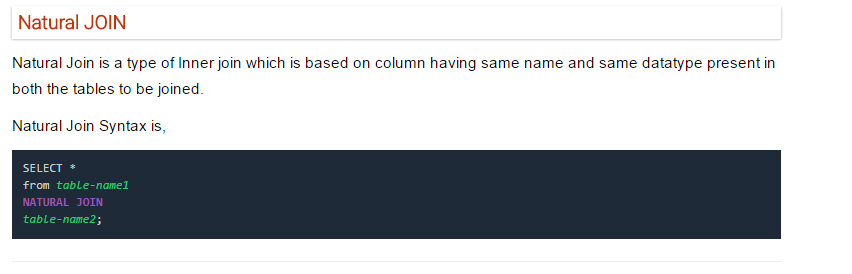 Natural JOIN
Natural Join is a type of Inner join which is based on column having same name and same datatype present in
both the tables to be joined.
Natural Join Syntax is,
SELECT *
from table-name1
NATURAL JOIN
table-name2;